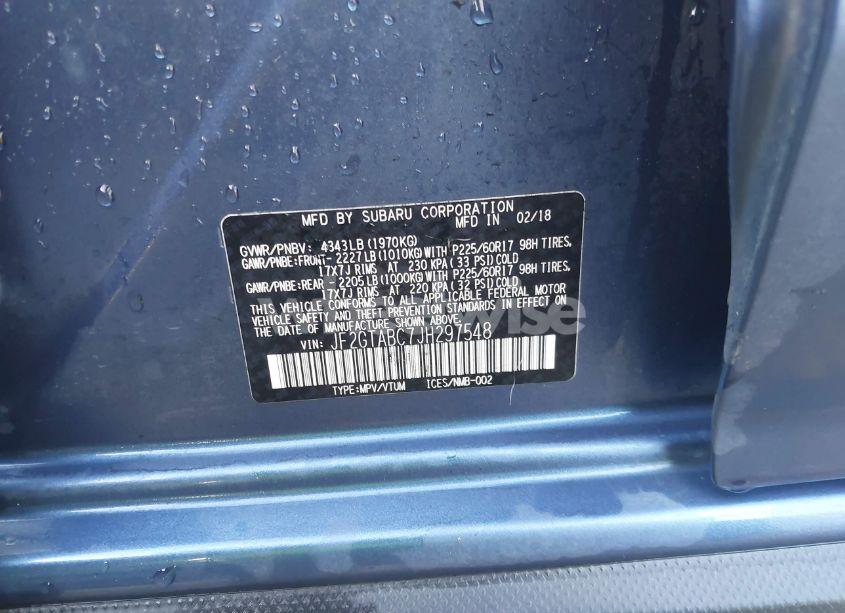 MFD BY SUBARU CORPORATION
MFD IN 02/18
GVWR/PNBV: 4343LB(1970KG)
GAWR/PNBE:FRONT-2227LB(1010KG)WITH P225/60R17 98H TIRES,
17X7J RIMS AT 230 KPA(33 PSI)COLD
GAWR/PNBE:REAR -2205LB(1000KG)WITH P225/60R17 98H TIRES,
17X7J RIMS AT 220 KPA(32 PSI)COLD
THIS VEHICLE CONFORMS TO ALL APPLICABLE FEDERAL MOTOR
VEHICLE SAFETY AND THEFT PREVENTION STANDARDS IN EFFECT ON
THE DATE OF MANUFACTURE SHOWN ABOVE.
VIN: JF2GTABC7JH297548
TYPE:MPV/VTUM ICES/NMB-002